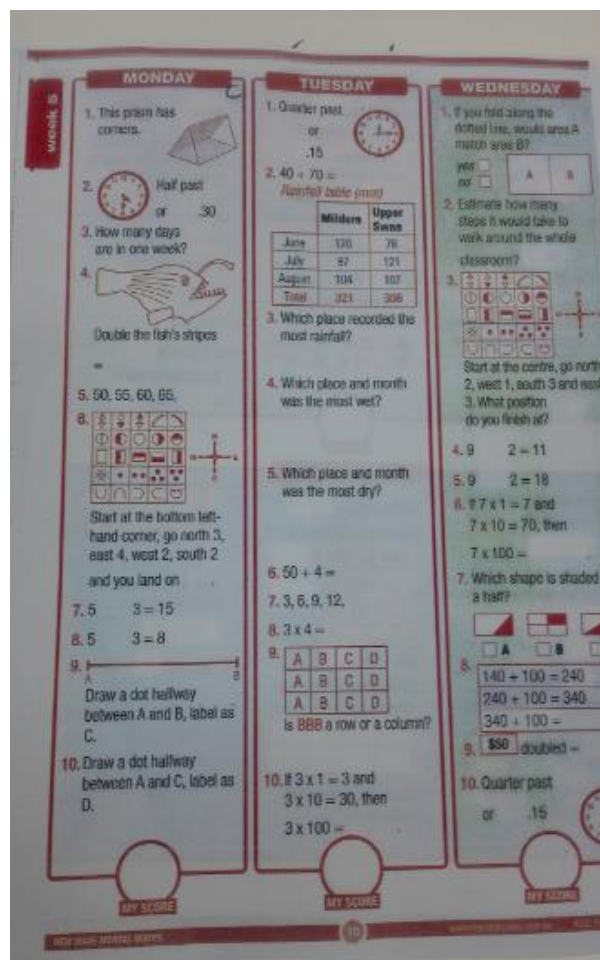 week 5
MONDAY
1. This prism has
corners.
2. Half past
or .30
3. How many days
are in one week?
4.
Double the fish's stripes
=
5. 50, 55, 60, 65,
6.
Start at the bottom left-
hand corner, go north 3,
east 4, west 2, south 2
and you land on .
7. 5 3 = 15
8. 5 3 = 8
9.
A B
Draw a dot halfway
between A and B, label as
C.
10. Draw a dot halfway
between A and C, label as
D.
MY SCORE
TUESDAY
1. Quarter past
or
.15
2. 40 + 70 =
Rainfall table (mm)
Mildura Upper Swan
June 120 78
July 97 121
August 104 107
Total 321 306
3. Which place recorded the
most rainfall?
4. Which place and month
was the most wet?
5. Which place and month
was the most dry?
6. 50 + 4 =
7. 3, 6, 9, 12,
8. 3 x 4 =
9.
A B C D
A B C D
A B C D
Is BBB a row or a column?
10. If 3 x 1 = 3 and
3 x 10 = 30, then
3 x 100 =
MY SCORE
WEDNESDAY
1. If you fold along the
dotted line, would area A
match area B?
yes
no
A B
2. Estimate how many
steps it would take to
walk around the whole
classroom?
3.
Start at the centre, go north
2, west 1, south 3 and east
3. What position
do you finish at?
4. 9 2 = 11
5. 9 2 = 18
6. If 7 x 1 = 7 and
7 x 10 = 70, then
7 x 100 =
7. Which shape is shaded
a half?
A B
8.
140 + 100 = 240
240 + 100 = 340
340 + 100 =
9. $50 doubled =
10. Quarter past
or .15
MY SCORE
NEW WAVE MENTAL MATHS